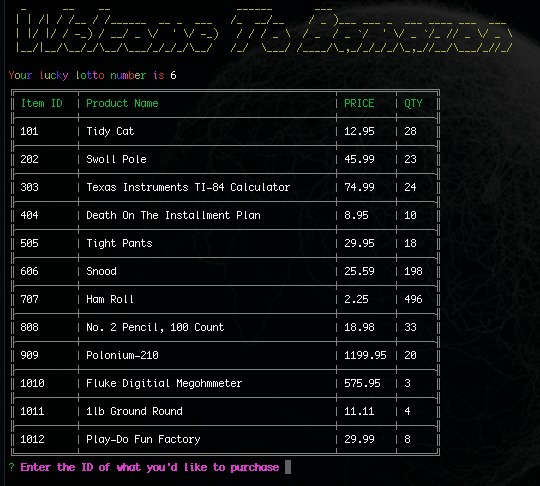 Welcome To Bamazon
Your lucky lotto number is 6
Item ID Product Name PRICE QTY
101 Tidy Cat 12.95 28
202 Swoll Pole 45.99 23
303 Texas Instruments TI-84 Calculator 74.99 24
404 Death On The Installment Plan 8.95 10
505 Tight Pants 29.95 18
606 Snood 25.59 198
707 Ham Roll 2.25 496
808 No. 2 Pencil, 100 Count 18.98 33
909 Polonium-210 1199.95 20
1010 Fluke Digitial Megohmmeter 575.95 3
1011 1lb Ground Round 11.11 4
1012 Play-Do Fun Factory 29.99 8
? Enter the ID of what you'd like to purchase